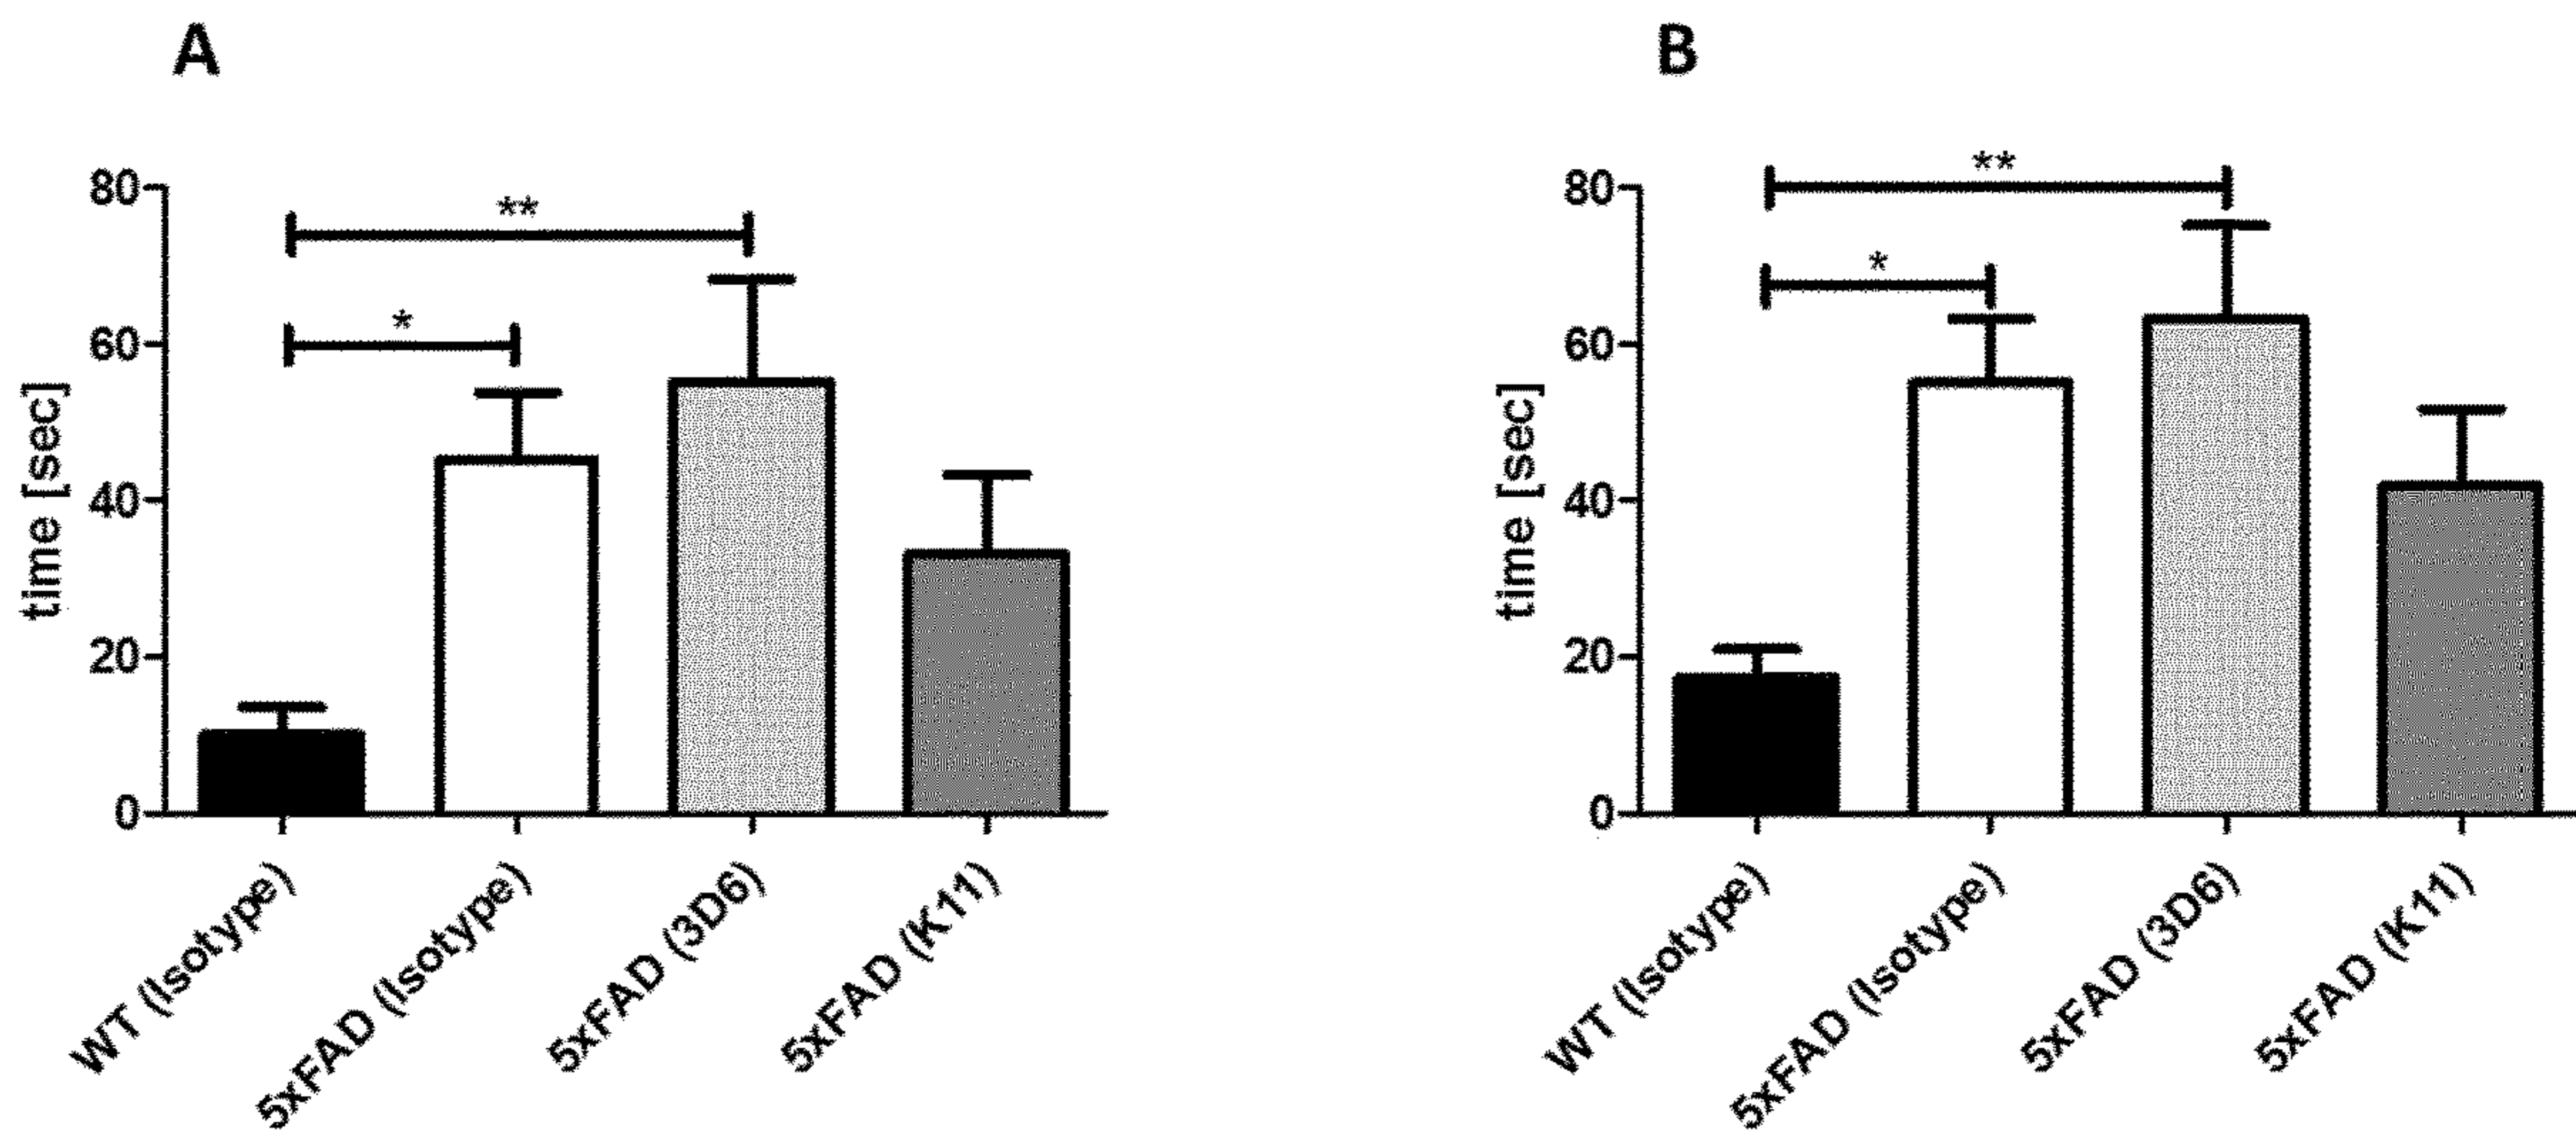 A
80
60
40
20
0
time [sec]
**
*
WT (Isotype)
5xFAD (Isotype)
5xFAD (3D6)
5xFAD (K11)
B
80
60
40
20
0
time [sec]
**
*
WT (Isotype)
5xFAD (Isotype)
5xFAD (3D6)
5xFAD (K11)